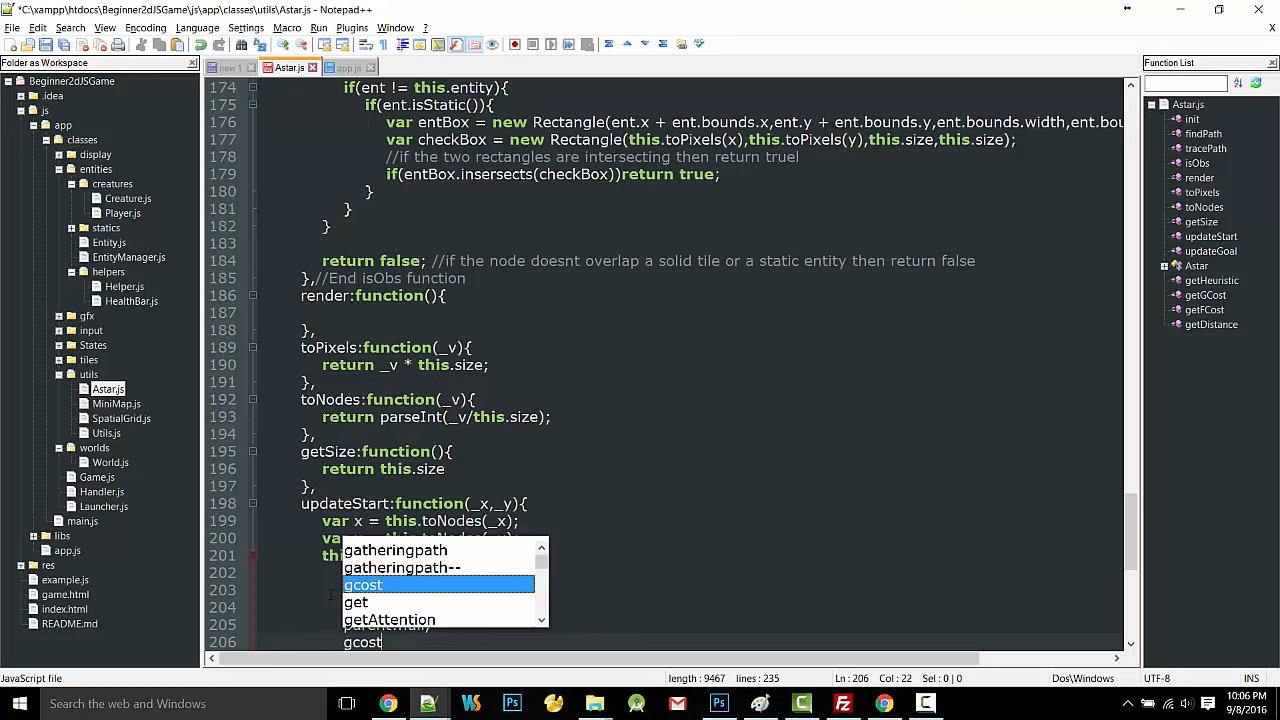 *C:\xampp\htdocs\Beginner2dJSGame\js\app\classes\utils\Astar.js - Notepad++
File Edit Search View Encoding Language Settings Macro Run Plugins Window ?
Folder as Workspace
new 1 Astar.js app.js
Function List
Beginner2dJSGame
.idea
js
app
classes
display
entities
creatures
Creature.js
Player.js
statics
Entity.js
EntityManager.js
helpers
Helper.js
HealthBar.js
gfx
input
States
tiles
utils
Astar.js
MiniMap.js
SpatialGrid.js
Utils.js
worlds
World.js
Game.js
Handler.js
Launcher.js
main.js
libs
app.js
res
example.js
game.html
index.html
README.md
174 if(ent != this.entity){
175 if(ent.isStatic()){
176 var entBox = new Rectangle(ent.x + ent.bounds.x,ent.y + ent.bounds.y,ent.bounds.width,ent.bou
177 var checkBox = new Rectangle(this.toPixels(x),this.toPixels(y),this.size,this.size);
178 //if the two rectangles are intersecting then return truel
179 if(entBox.insersects(checkBox))return true;
180 }
181 }
182 }
183
184 return false; //if the node doesnt overlap a solid tile or a static entity then return false
185 },//End isObs function
186 render:function(){
187
188 },
189 toPixels:function(_v){
190 return _v * this.size;
191 },
192 toNodes:function(_v){
193 return parseInt(_v/this.size);
194 },
195 getSize:function(){
196 return this.size
197 },
198 updateStart:function(_x,_y){
199 var x = this.toNodes(_x);
200 va
201 thi
202
203
204
205
206 gcost
gatheringpath
gatheringpath--
gcost
get
getAttention
Astar.js
init
findPath
tracePath
isObs
render
toPixels
toNodes
getSize
updateStart
updateGoal
Astar
getHeuristic
getGCost
getFCost
getDistance
JavaScript file length : 9467 lines : 235 Ln : 206 Col : 22 Sel : 0 | 0 Dos\Windows UTF-8 INS
Search the web and Windows
10:06 PM
9/8/2016